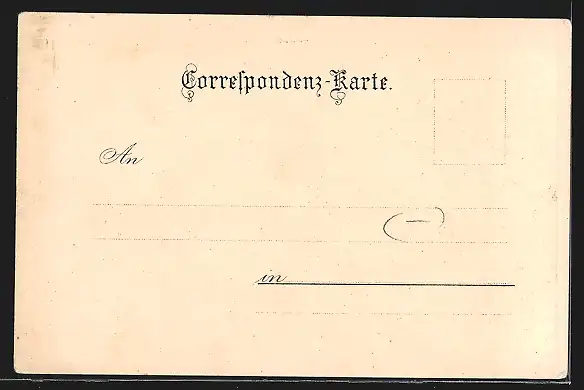 Correſpondenz-Karte.
An
(—)
in